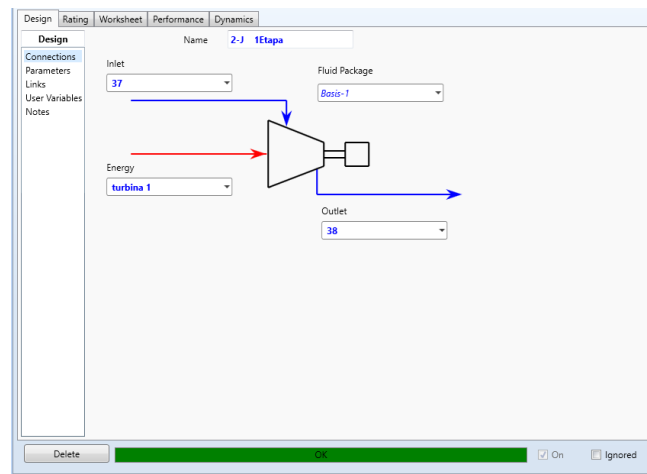 Design Rating Worksheet Performance Dynamics
Design
Connections
Parameters
Links
User Variables
Notes
Name 2-J 1Etapa
Inlet
37
Fluid Package
Basis-1
Energy
turbina 1
Outlet
38
Delete OK On Ignored